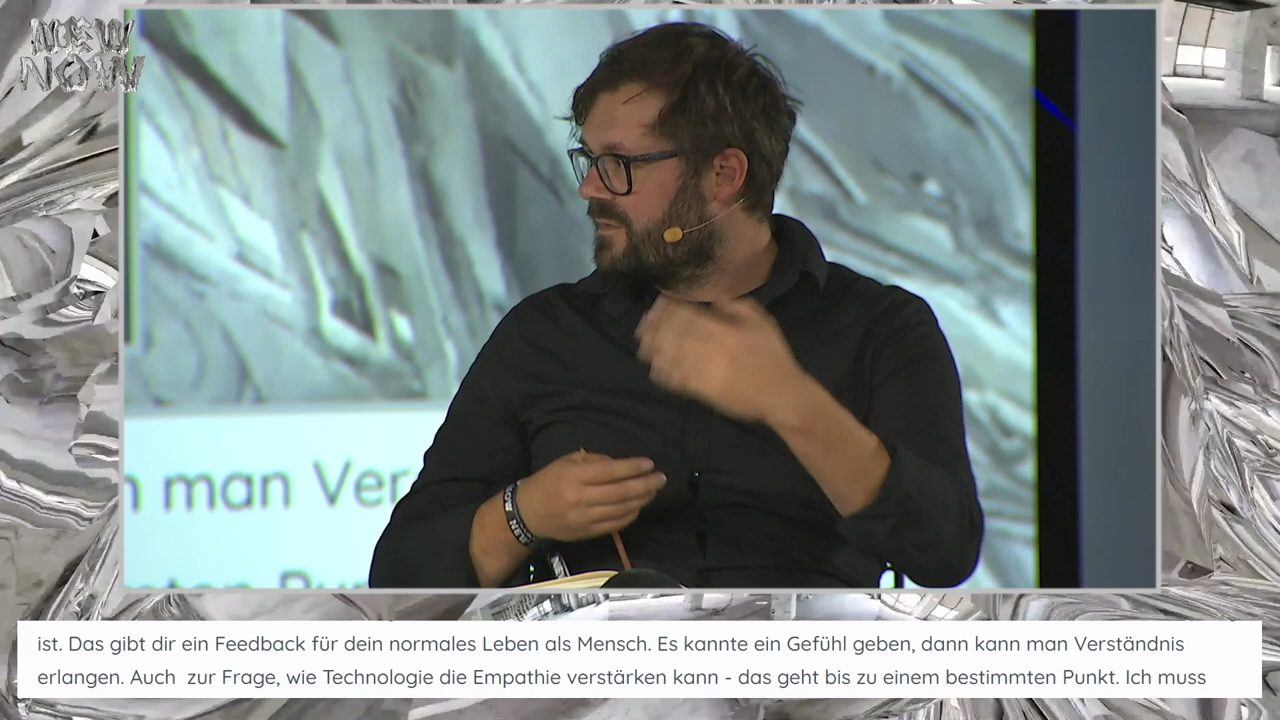 NEW
NOW
n man Ver
ist. Das gibt dir ein Feedback für dein normales Leben als Mensch. Es kannte ein Gefühl geben, dann kann man Verständnis
erlangen. Auch  zur Frage, wie Technologie die Empathie verstärken kann - das geht bis zu einem bestimmten Punkt. Ich muss